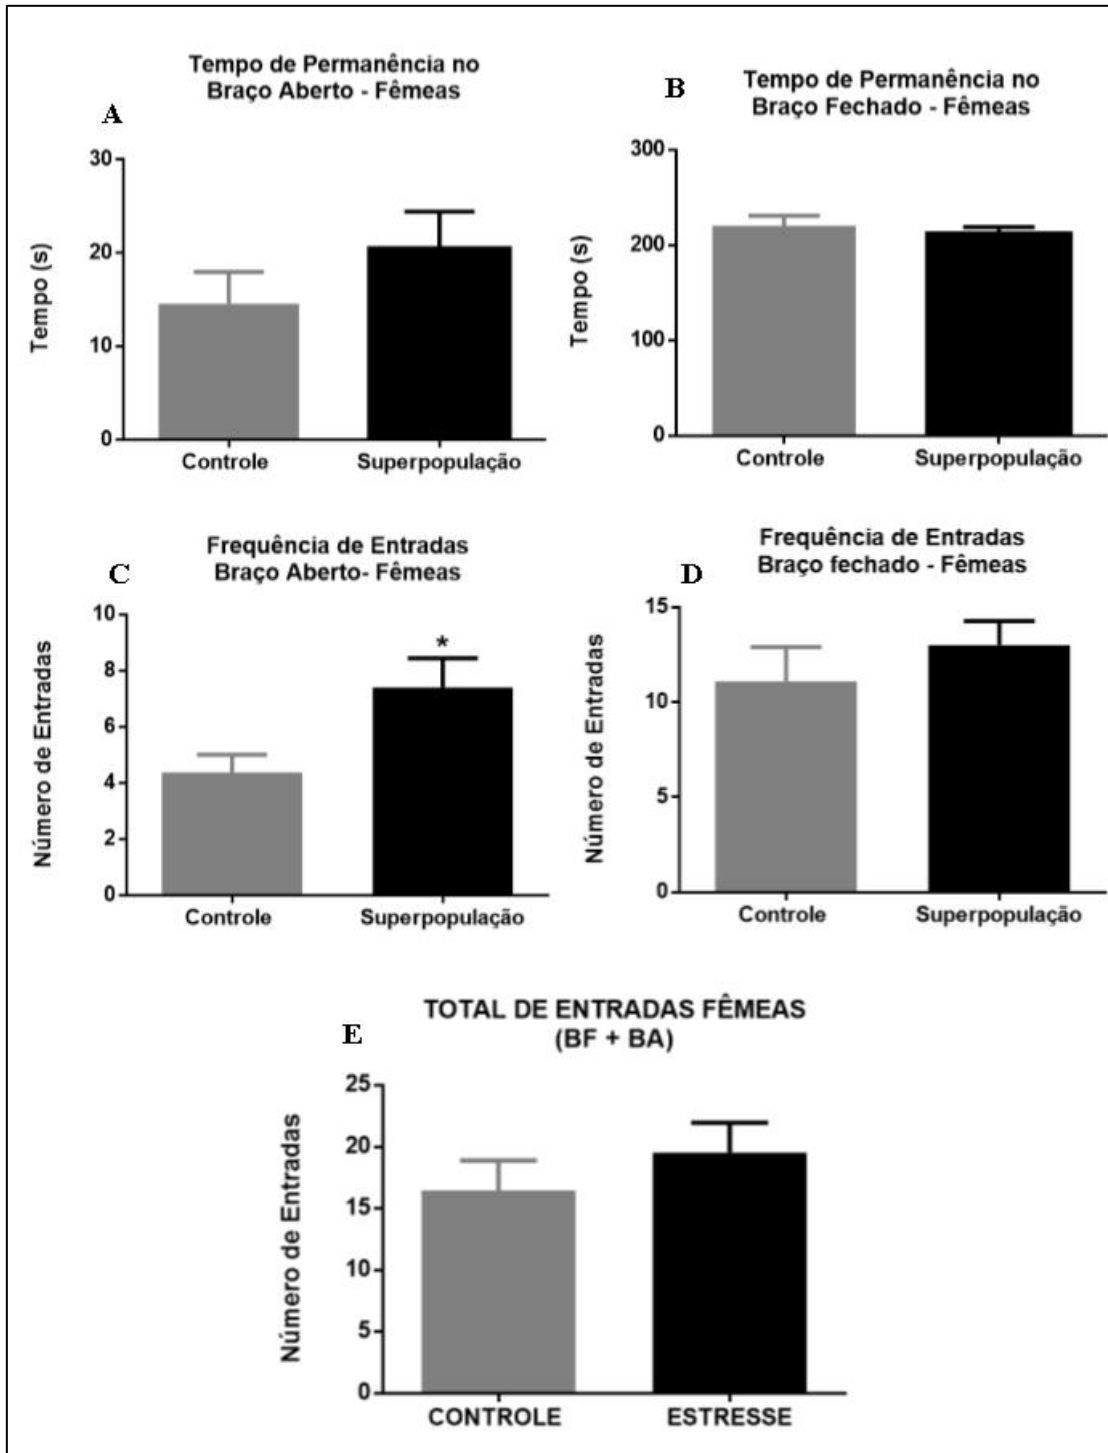 Tempo de Permanência no
Braço Aberto - Fêmeas
A
30
20
10
0
Tempo (s)
Controle
Superpopulação
Tempo de Permanência no
Braço Fechado - Fêmeas
B
300
200
100
0
Tempo (s)
Controle
Superpopulação
Frequência de Entradas
Braço Aberto- Fêmeas
C
10
8
6
4
2
0
Número de Entradas
*
Controle
Superpopulação
Frequência de Entradas
Braço fechado - Fêmeas
D
15
10
5
0
Número de Entradas
Controle
Superpopulação
TOTAL DE ENTRADAS FÊMEAS
(BF + BA)
E
25
20
15
10
5
0
Número de Entradas
CONTROLE
ESTRESSE